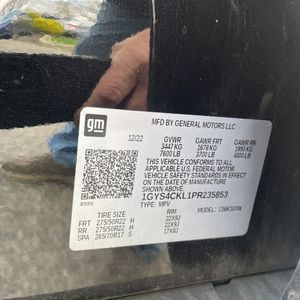 gm
MFD BY GENERAL MOTORS LLC
12/22 GVWR GAWR FRT GAWR RR
3447 KG 1678 KG 1950 KG
7600 LB 3700 LB 4300 LB
THIS VEHICLE CONFORMS TO ALL
APPLICABLE U.S. FEDERAL MOTOR
VEHICLE SAFETY STANDARDS IN EFFECT
ON THE DATE OF MANUFACTURE
SHOWN ABOVE.
1GYS4CKL1PR235853
TYPE: MPV MODEL: 136K10706
TIRE SIZE RIM
FRT 275/50R22 H 22X9J
RR 275/50R22 H 22X9J
SPA 265/70R17 S 17X8J